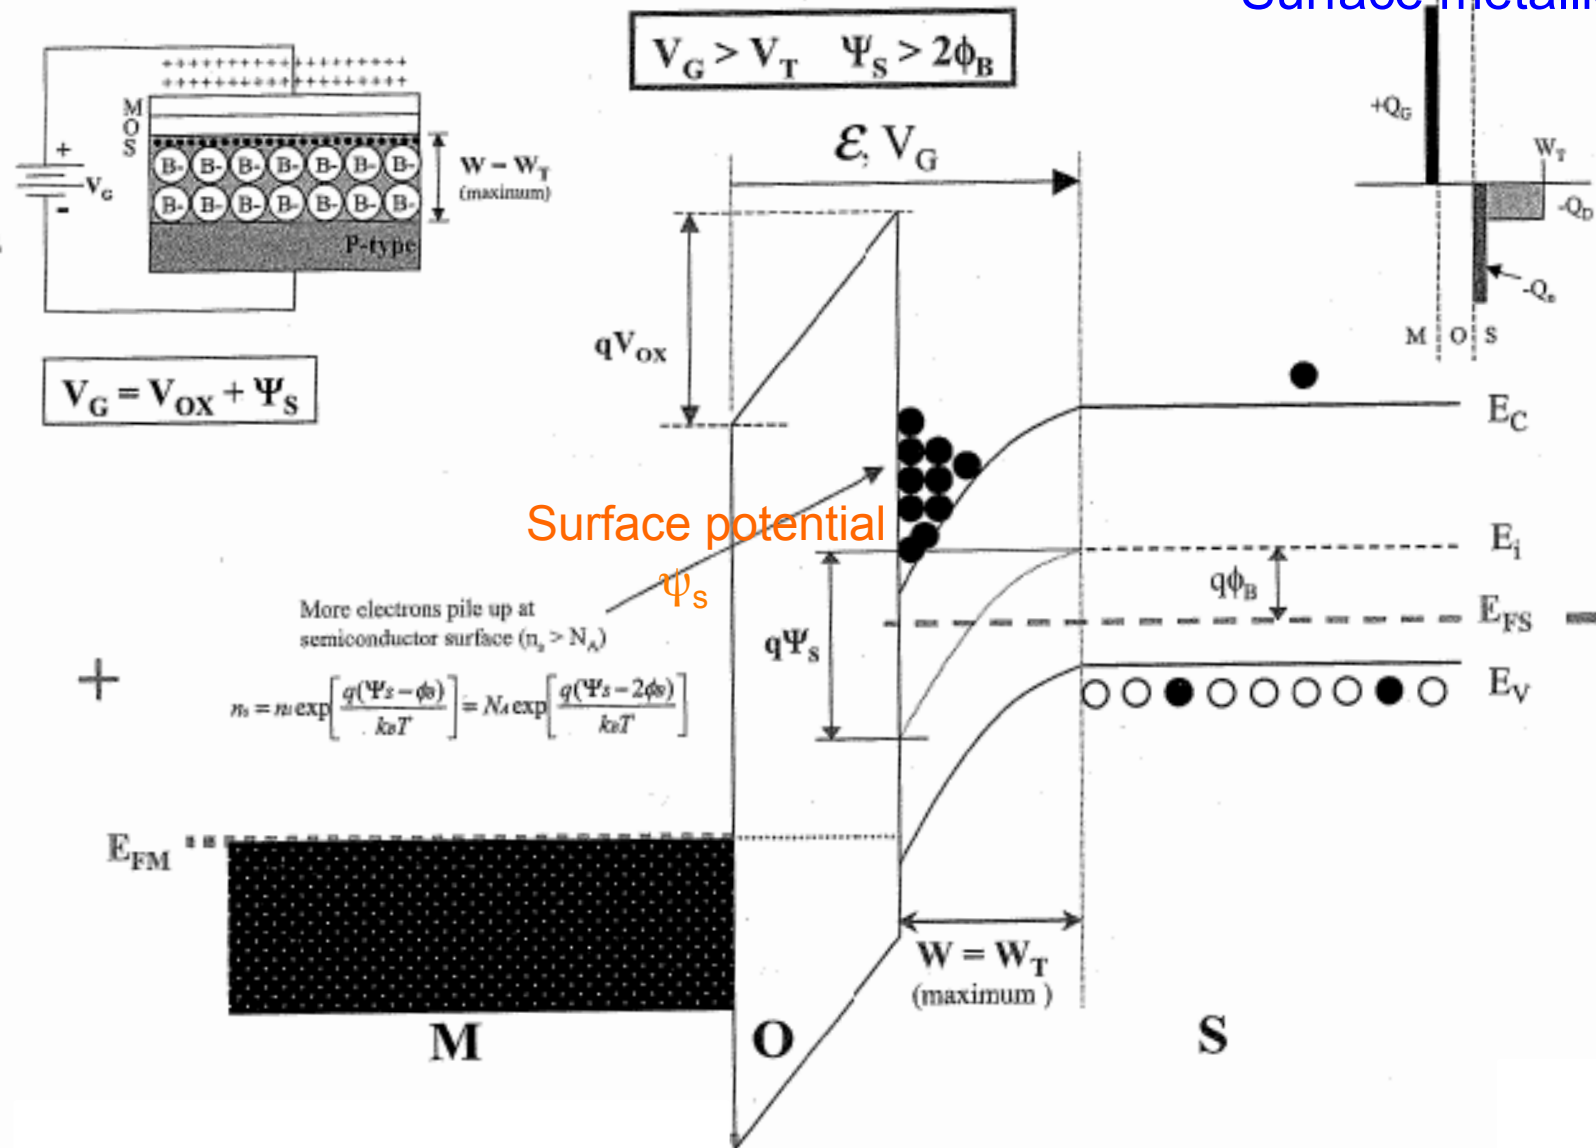 V_G > V_T Ψ_S > 2ϕ_B
+++++++++++++++++++
+++++++++++++++++++
M
O
S
+
V_G
-
B- B- B- B- B- B- B-
B- B- B- B- B- B- B-
P-type
W - W_T
(maximum)
V_G = V_OX + Ψ_S
ℰ, V_G
+Q_G
W_T
-Q_D
-Q_n
M O S
qV_OX
Surface potential
ψ_s
More electrons pile up at
semiconductor surface (n_s > N_A)
n_s = n_i exp[q(Ψ_S − ϕ_B)/k_BT] = N_A exp[q(Ψ_S − 2ϕ_B)/k_BT]
+
E_C
E_i
qϕ_B
E_FS
qΨ_s
E_V
E_FM
W = W_T
(maximum )
M
O
S